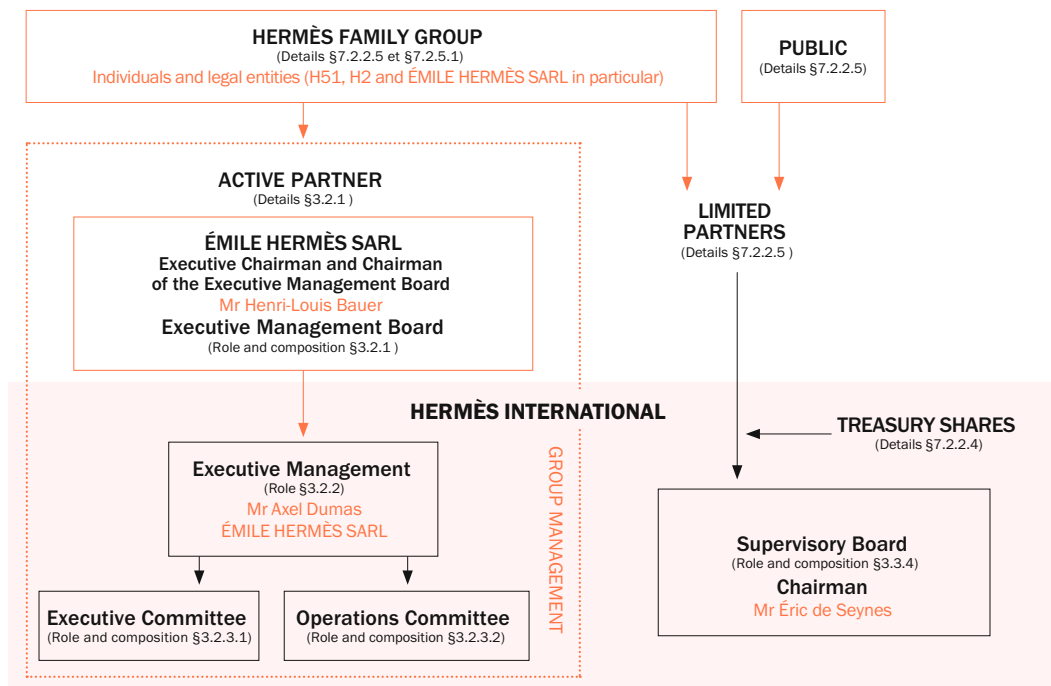 HERMÈS FAMILY GROUP
(Details §7.2.2.5 et §7.2.5.1)
Individuals and legal entities (H51, H2 and ÉMILE HERMÈS SARL in particular)
PUBLIC
(Details §7.2.2.5)
ACTIVE PARTNER
(Details §3.2.1 )
ÉMILE HERMÈS SARL
Executive Chairman and Chairman
of the Executive Management Board
Mr Henri-Louis Bauer
Executive Management Board
(Role and composition §3.2.1 )
LIMITED
PARTNERS
(Details §7.2.2.5 )
HERMÈS INTERNATIONAL
TREASURY SHARES
(Details §7.2.2.4)
Executive Management
(Role §3.2.2)
Mr Axel Dumas
ÉMILE HERMÈS SARL
GROUP MANAGEMENT
Executive Committee
(Role and composition §3.2.3.1)
Operations Committee
(Role and composition §3.2.3.2)
Supervisory Board
(Role and composition §3.3.4)
Chairman
Mr Éric de Seynes